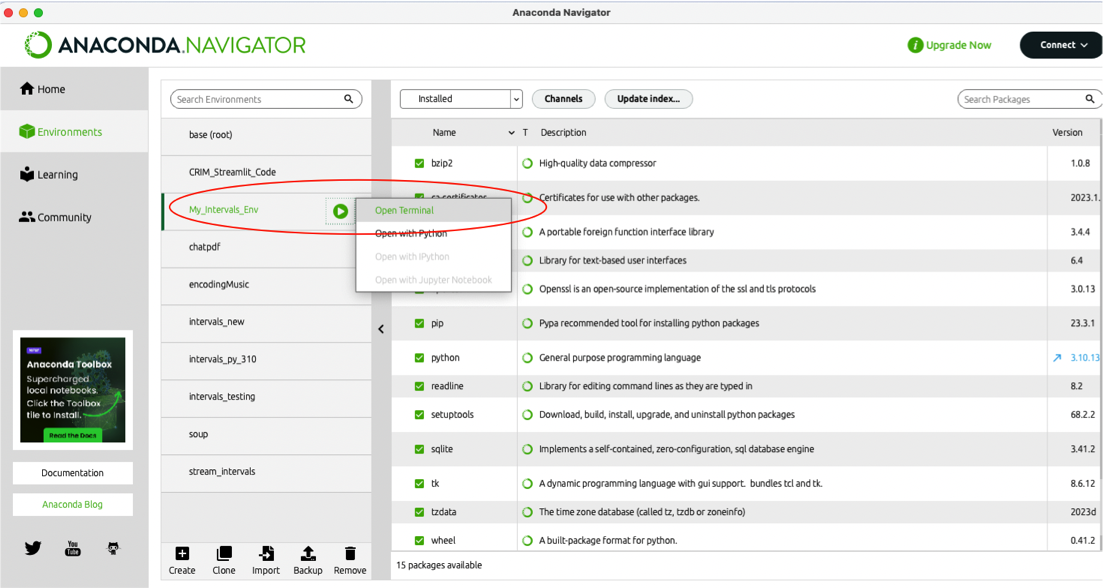 Anaconda Navigator
ANACONDA.NAVIGATOR
i Upgrade Now
Connect
Home
Environments
Learning
Community
NEW
Anaconda Toolbox
Supercharged
local notebooks.
Click the Toolbox
tile to install.
Read the Docs
Documentation
Anaconda Blog
You
Tube
Search Environments
base (root)
CRIM_Streamlit_Code
My_Intervals_Env
chatpdf
encodingMusic
intervals_new
intervals_py_310
intervals_testing
soup
stream_intervals
Create Clone Import Backup Remove
Open Terminal
Open with Python
Open with IPython
Open with Jupyter Notebook
Installed Channels Update index... Search Packages
Name T Description Version
bzip2 High-quality data compressor 1.0.8
ca-certificates Certificates for use with other packages. 2023.1.
A portable foreign function interface library 3.4.4
Library for text-based user interfaces 6.4
Openssl is an open-source implementation of the ssl and tls protocols 3.0.13
pip Pypa recommended tool for installing python packages 23.3.1
python General purpose programming language 3.10.13
readline Library for editing command lines as they are typed in 8.2
setuptools Download, build, install, upgrade, and uninstall python packages 68.2.2
sqlite Implements a self-contained, zero-configuration, sql database engine 3.41.2
tk A dynamic programming language with gui support. bundles tcl and tk. 8.6.12
tzdata The time zone database (called tz, tzdb or zoneinfo) 2023d
wheel A built-package format for python. 0.41.2
15 packages available